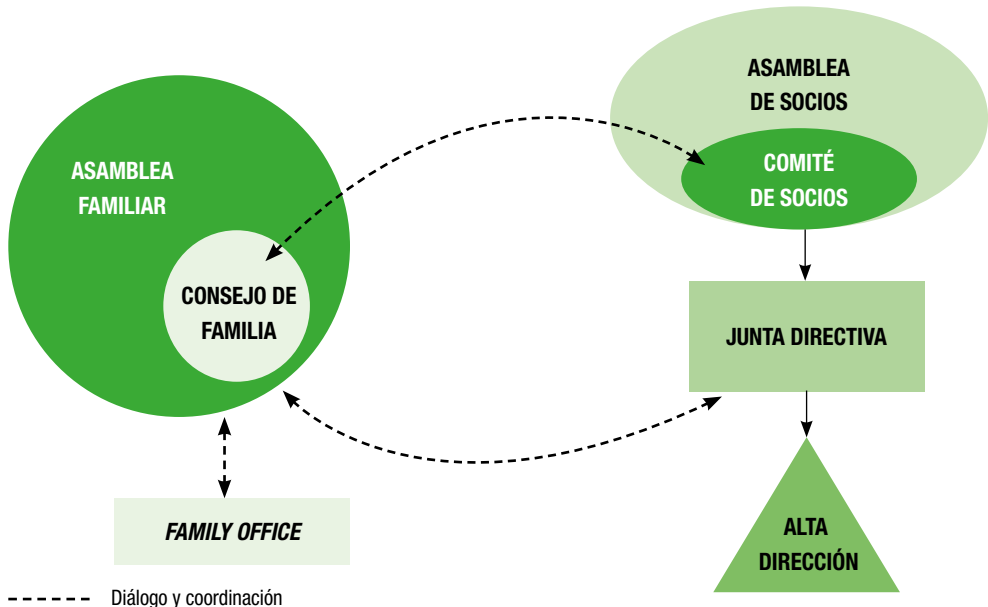 ASAMBLEA
FAMILIAR
CONSEJO DE
FAMILIA
FAMILY OFFICE
ASAMBLEA
DE SOCIOS
COMITÉ
DE SOCIOS
JUNTA DIRECTIVA
ALTA
DIRECCIÓN
Diálogo y coordinación